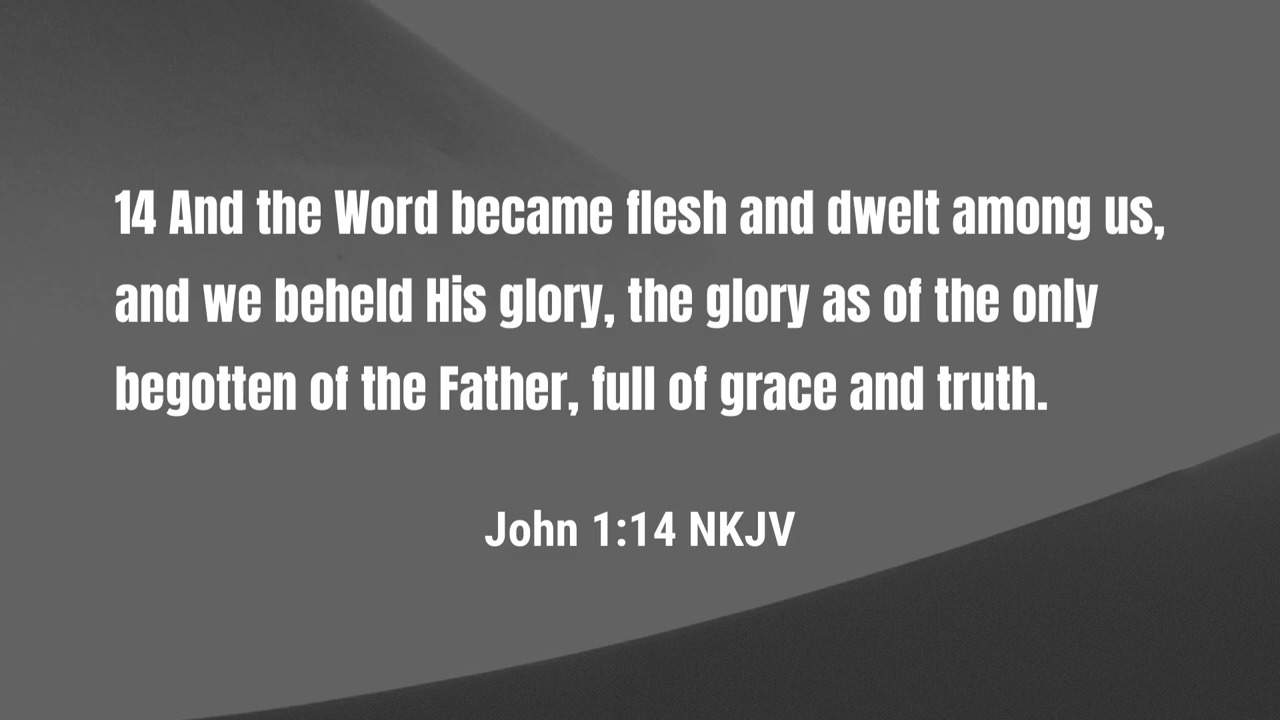 14 And the Word became flesh and dwelt among us,
and we beheld His glory, the glory as of the only
begotten of the Father, full of grace and truth.
John 1:14 NKJV